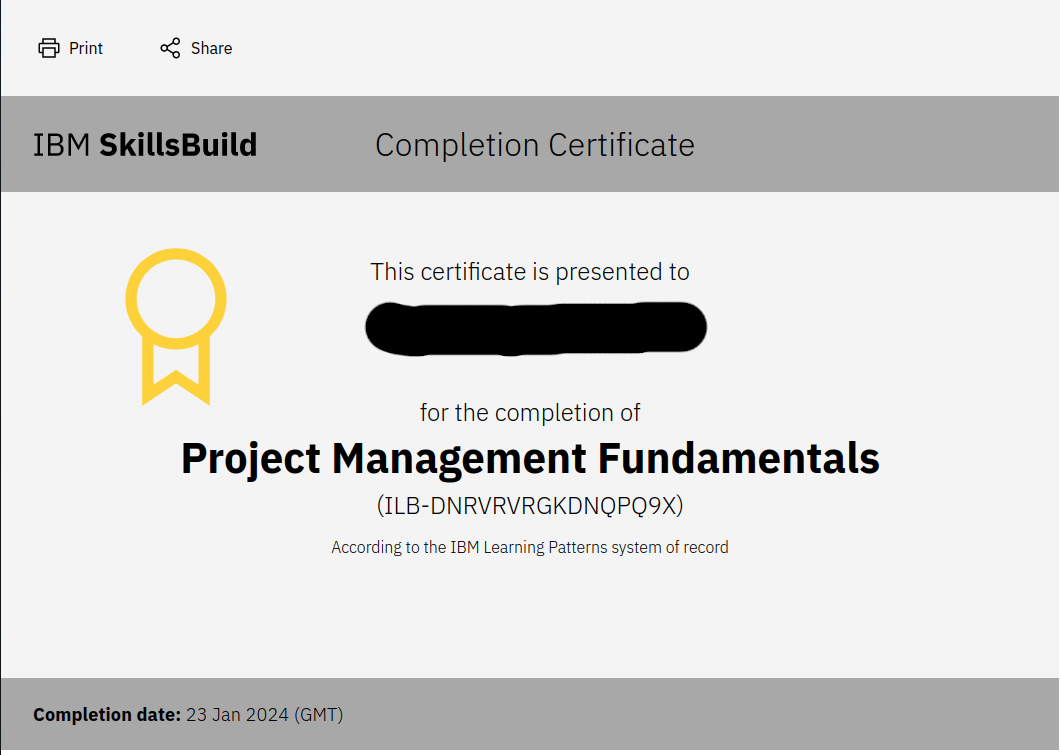 Print Share
IBM SkillsBuild Completion Certificate
This certificate is presented to
for the completion of
Project Management Fundamentals
(ILB-DNRVRVRGKDNQPQ9X)
According to the IBM Learning Patterns system of record
Completion date: 23 Jan 2024 (GMT)